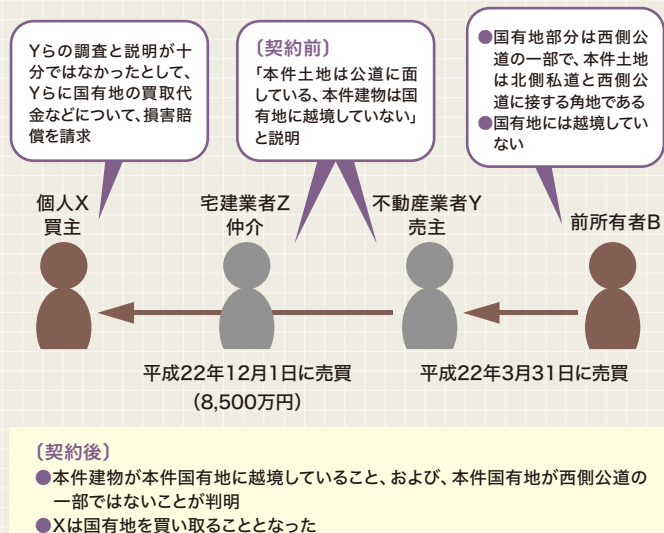 Yらの調査と説明が十
分ではなかったとして、
Yらに国有地の買取代
金などについて、損害賠
償を請求
〔契約前〕
「本件土地は公道に面
している、本件建物は国
有地に越境していない」
と説明
●国有地部分は西側公
道の一部で、本件土地
は北側私道と西側公
道に接する角地である
●国有地には越境してい
ない
個人X
買主
宅建業者Z
仲介
不動産業者Y
売主
前所有者B
平成22年12月1日に売買
(8,500万円)
平成22年3月31日に売買
〔契約後〕
●本件建物が本件国有地に越境していること、および、本件国有地が西側公道の
一部ではないことが判明
●Xは国有地を買い取ることとなった